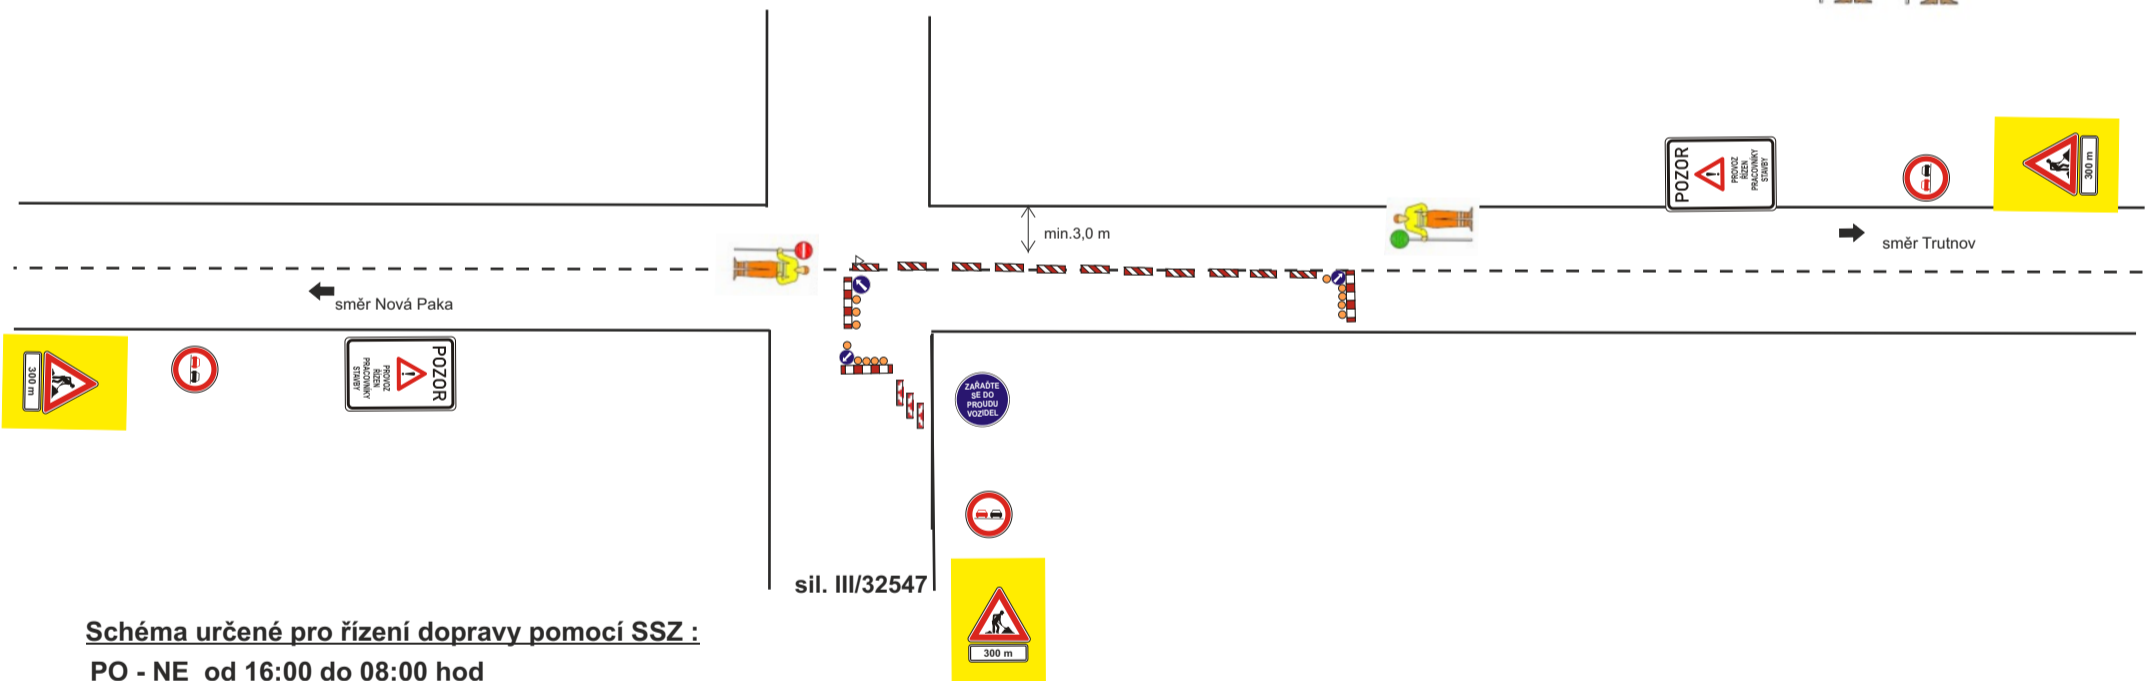 POZOR
PROVOZ
ŘÍZEN
PRACOVNÍKY
STAVBY
300 m
min.3,0 m
směr Trutnov
směr Nová Paka
300 m
POZOR
PROVOZ
ŘÍZEN
PRACOVNÍKY
STAVBY
ZAŘAĎTE
SE DO
PROUDU
VOZIDEL
sil. III/32547
300 m
Schéma určené pro řízení dopravy pomocí SSZ :
PO - NE od 16:00 do 08:00 hod